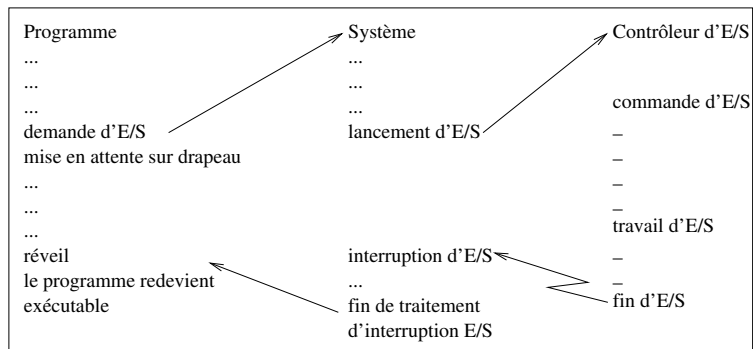 Programme
...
...
...
demande d'E/S
mise en attente sur drapeau
...
...
...
réveil
le programme redevient
exécutable
Système
...
...
...
lancement d'E/S
interruption d'E/S
...
fin de traitement
d'interruption E/S
Contrôleur d'E/S
commande d'E/S
–
–
–
–
travail d'E/S
–
–
fin d'E/S